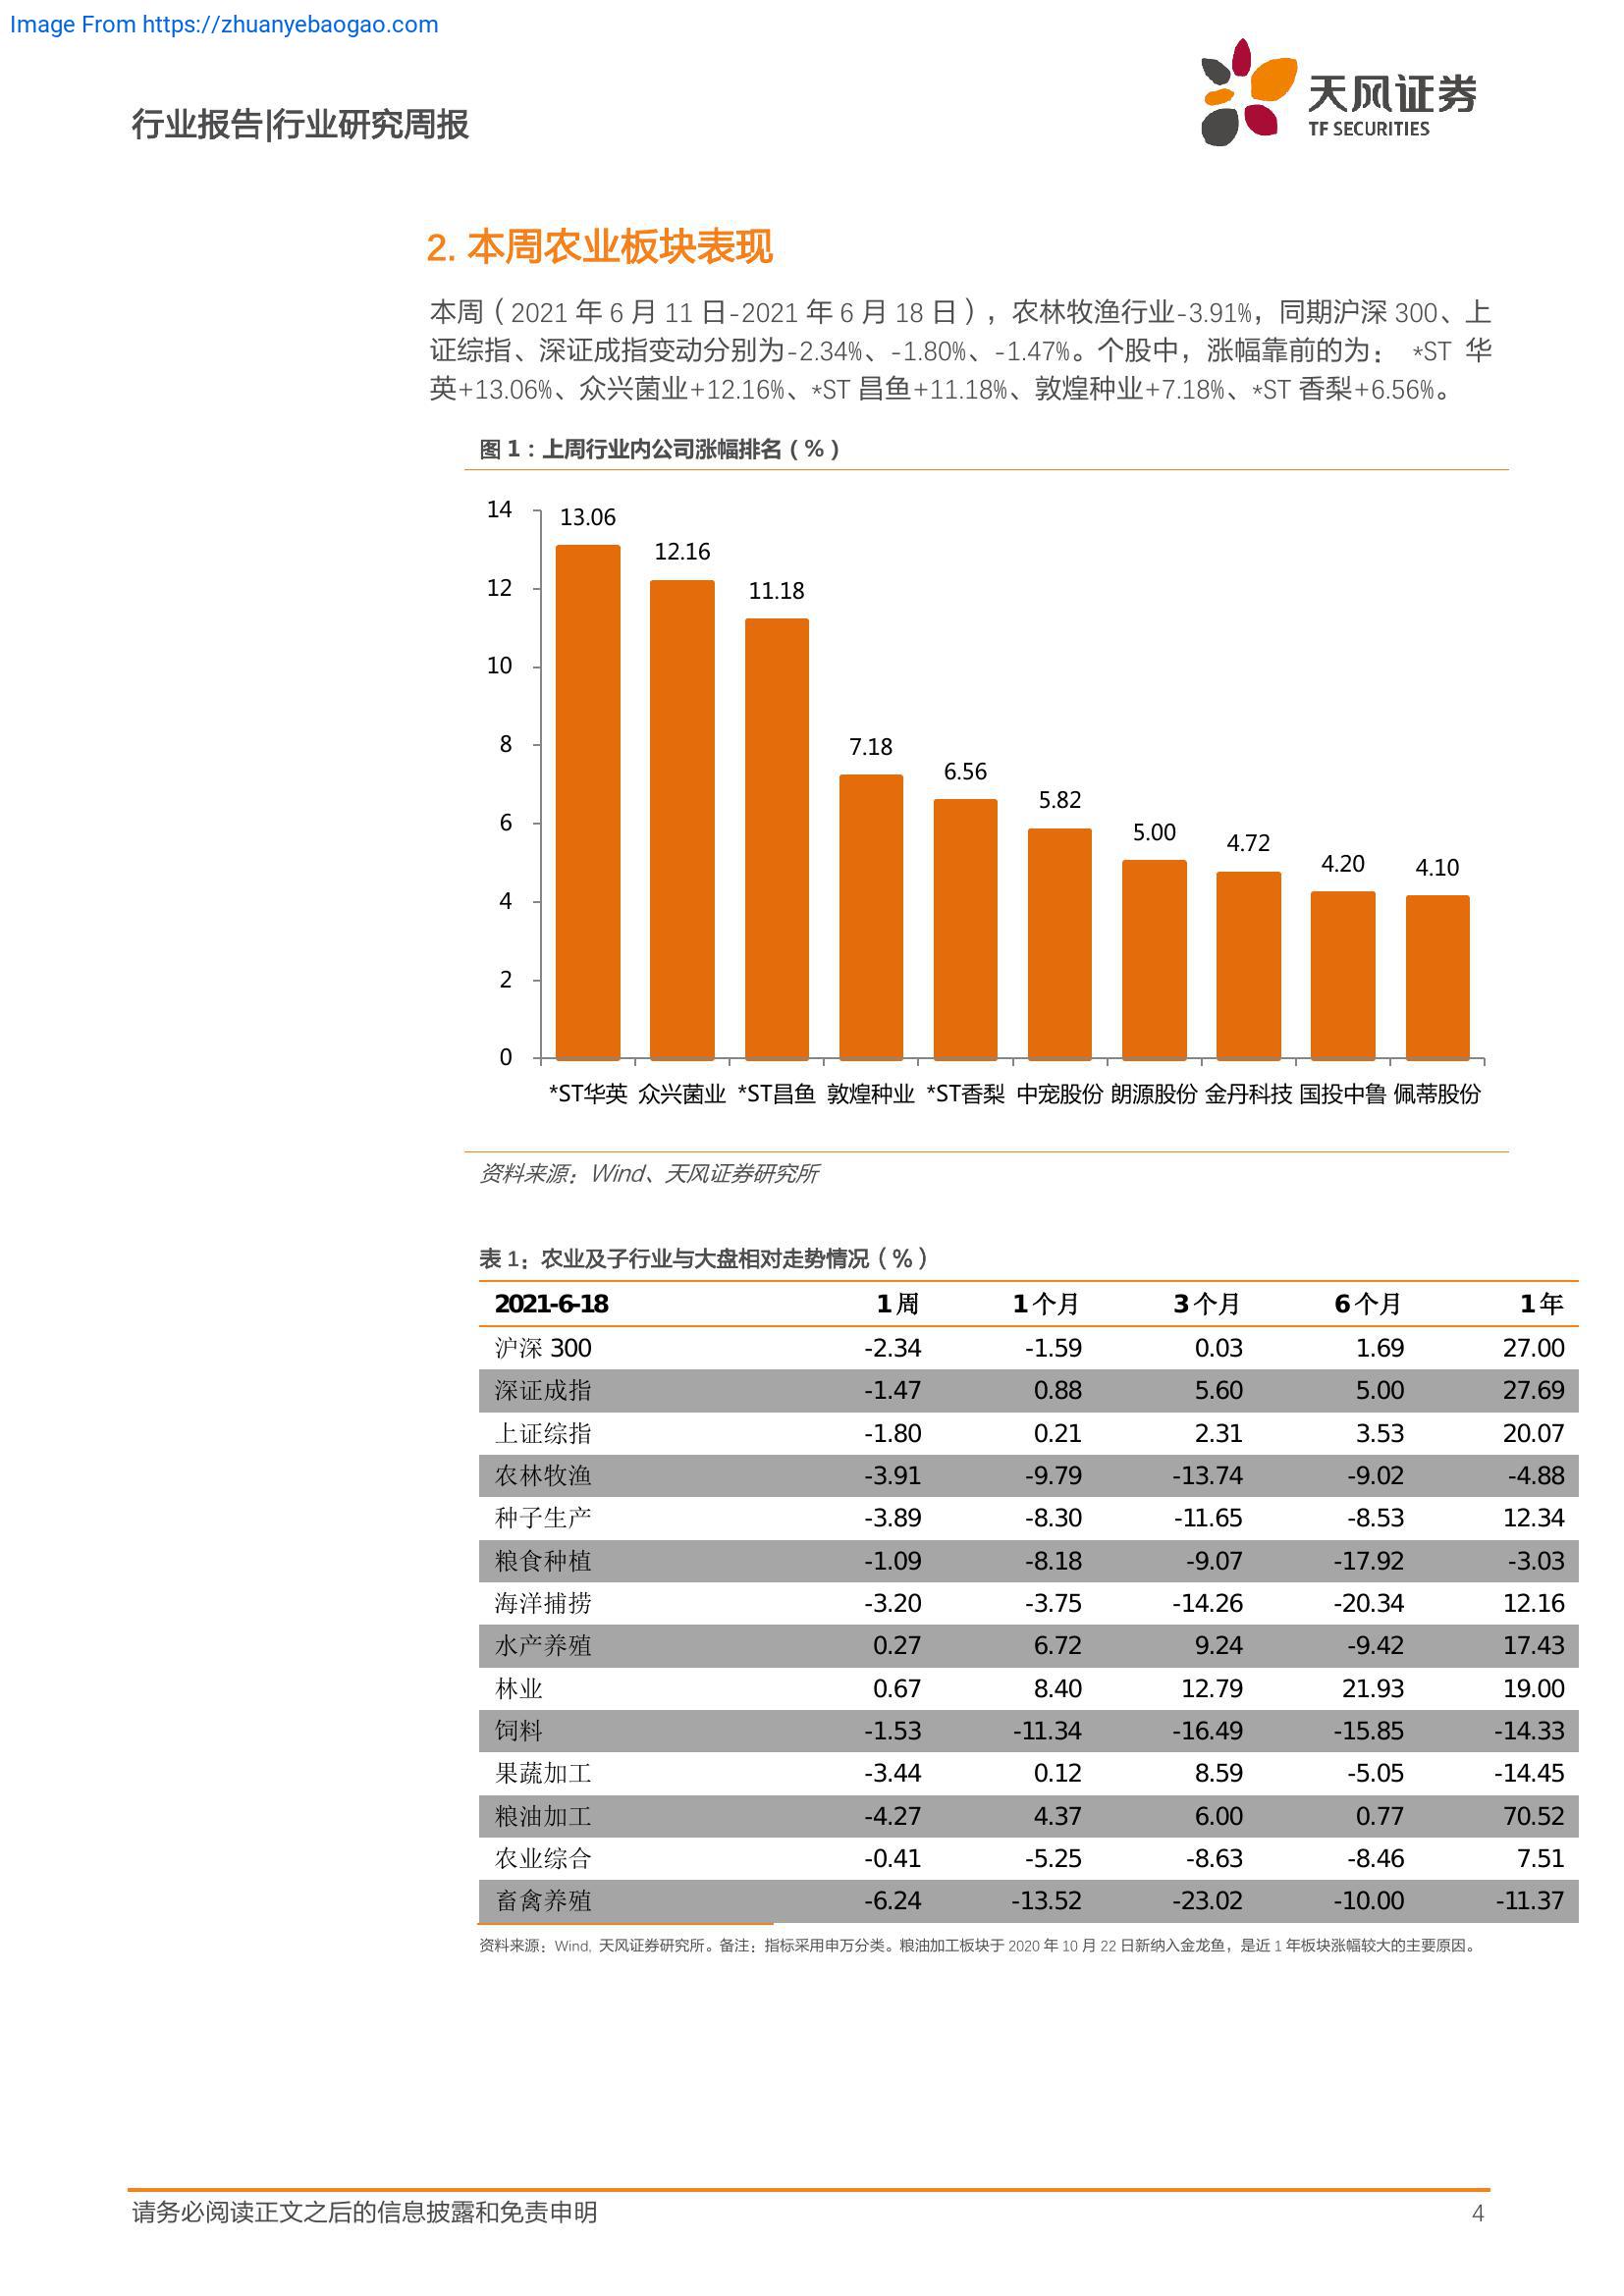 Image From https://zhuanyebaogao.com
天风证券
TF SECURITIES
行业报告|行业研究周报
2. 本周农业板块表现
本周（2021 年 6 月 11 日-2021 年 6 月 18 日），农林牧渔行业-3.91%，同期沪深 300、上
证综指、深证成指变动分别为-2.34%、-1.80%、-1.47%。个股中，涨幅靠前的为： *ST 华
英+13.06%、众兴菌业+12.16%、*ST 昌鱼+11.18%、敦煌种业+7.18%、*ST 香梨+6.56%。
图 1：上周行业内公司涨幅排名（%）
14
12
10
8
6
4
2
0
13.06
12.16
11.18
7.18
6.56
5.82
5.00
4.72
4.20
4.10
*ST华英 众兴菌业 *ST昌鱼 敦煌种业 *ST香梨 中宠股份 朗源股份 金丹科技 国投中鲁 佩蒂股份
资料来源：Wind、天风证券研究所
表 1：农业及子行业与大盘相对走势情况（%）
2021-6-18 1 周 1 个月 3 个月 6 个月 1 年
沪深 300 -2.34 -1.59 0.03 1.69 27.00
深证成指 -1.47 0.88 5.60 5.00 27.69
上证综指 -1.80 0.21 2.31 3.53 20.07
农林牧渔 -3.91 -9.79 -13.74 -9.02 -4.88
种子生产 -3.89 -8.30 -11.65 -8.53 12.34
粮食种植 -1.09 -8.18 -9.07 -17.92 -3.03
海洋捕捞 -3.20 -3.75 -14.26 -20.34 12.16
水产养殖 0.27 6.72 9.24 -9.42 17.43
林业 0.67 8.40 12.79 21.93 19.00
饲料 -1.53 -11.34 -16.49 -15.85 -14.33
果蔬加工 -3.44 0.12 8.59 -5.05 -14.45
粮油加工 -4.27 4.37 6.00 0.77 70.52
农业综合 -0.41 -5.25 -8.63 -8.46 7.51
畜禽养殖 -6.24 -13.52 -23.02 -10.00 -11.37
资料来源：Wind, 天风证券研究所。备注：指标采用申万分类。粮油加工板块于 2020 年 10 月 22 日新纳入金龙鱼，是近 1 年板块涨幅较大的主要原因。
请务必阅读正文之后的信息披露和免责申明
4